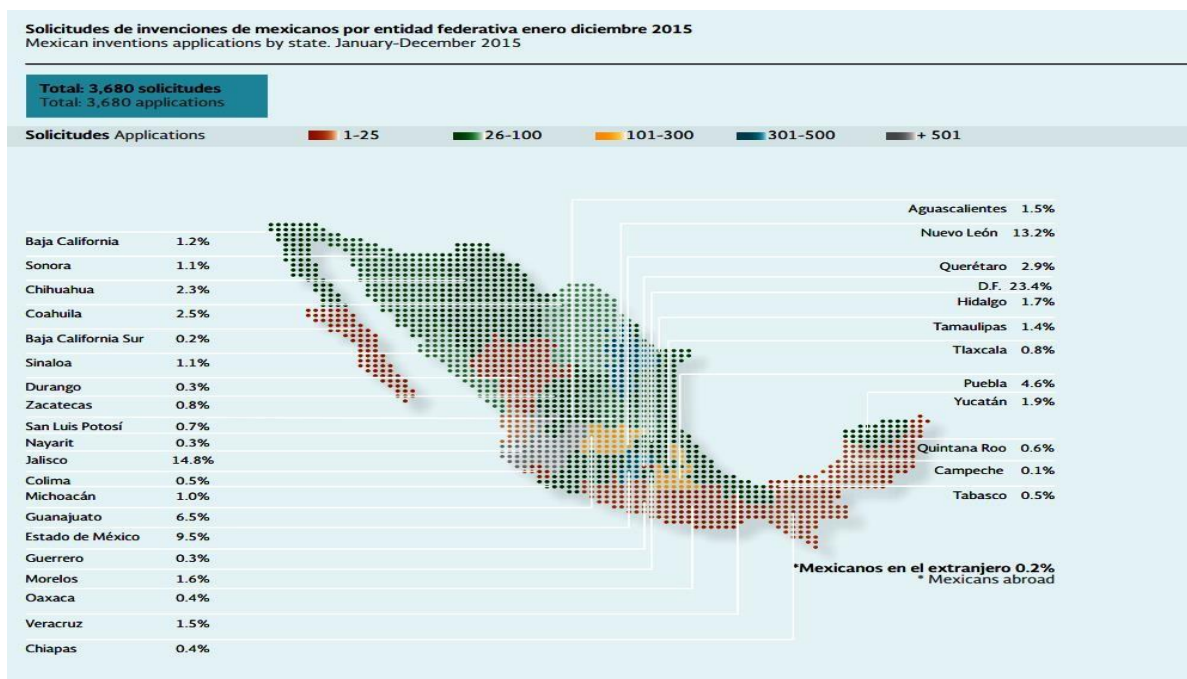 Solicitudes de invenciones de mexicanos por entidad federativa enero diciembre 2015
Mexican inventions applications by state. January-December 2015
Total: 3,680 solicitudes
Total: 3,680 applications
Solicitudes Applications 1-25 26-100 101-300 301-500 + 501
Baja California 1.2%
Sonora 1.1%
Chihuahua 2.3%
Coahuila 2.5%
Baja California Sur 0.2%
Sinaloa 1.1%
Durango 0.3%
Zacatecas 0.8%
San Luis Potosí 0.7%
Nayarit 0.3%
Jalisco 14.8%
Colima 0.5%
Michoacán 1.0%
Guanajuato 6.5%
Estado de México 9.5%
Guerrero 0.3%
Morelos 1.6%
Oaxaca 0.4%
Veracruz 1.5%
Chiapas 0.4%
Aguascalientes 1.5%
Nuevo León 13.2%
Querétaro 2.9%
D.F. 23.4%
Hidalgo 1.7%
Tamaulipas 1.4%
Tlaxcala 0.8%
Puebla 4.6%
Yucatán 1.9%
Quintana Roo 0.6%
Campeche 0.1%
Tabasco 0.5%
*Mexicanos en el extranjero 0.2%
* Mexicans abroad